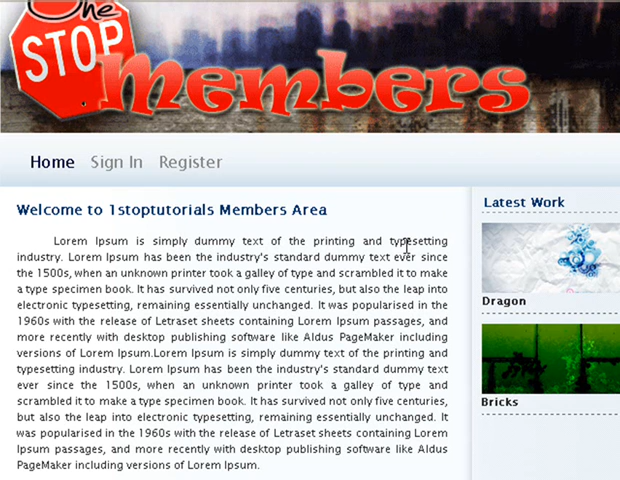 One
STOP
Members
Home Sign In Register
Welcome to 1stoptutorials Members Area
Lorem Ipsum is simply dummy text of the printing and typesetting
industry. Lorem Ipsum has been the industry's standard dummy text ever since
the 1500s, when an unknown printer took a galley of type and scrambled it to make
a type specimen book. It has survived not only five centuries, but also the leap into
electronic typesetting, remaining essentially unchanged. It was popularised in the
1960s with the release of Letraset sheets containing Lorem Ipsum passages, and
more recently with desktop publishing software like Aldus PageMaker including
versions of Lorem Ipsum.Lorem Ipsum is simply dummy text of the printing and
typesetting industry. Lorem Ipsum has been the industry's standard dummy text
ever since the 1500s, when an unknown printer took a galley of type and
scrambled it to make a type specimen book. It has survived not only five centuries,
but also the leap into electronic typesetting, remaining essentially unchanged. It
was popularised in the 1960s with the release of Letraset sheets containing Lorem
Ipsum passages, and more recently with desktop publishing software like Aldus
PageMaker including versions of Lorem Ipsum.
Latest Work
Dragon
Bricks